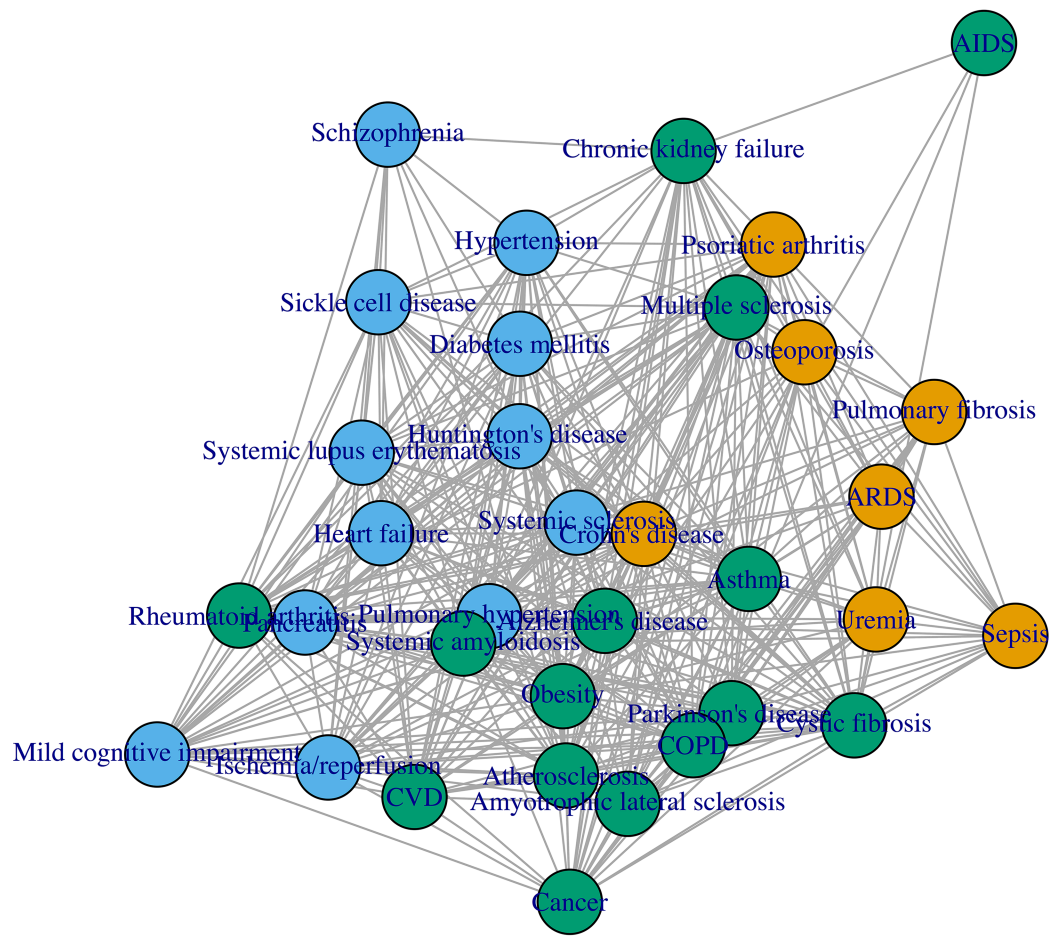 AIDS
Schizophrenia
Chronic kidney failure
Hypertension
Psoriatic arthritis
Sickle cell disease
Multiple sclerosis
Diabetes mellitis
Osteoporosis
Pulmonary fibrosis
Huntington's disease
Systemic lupus erythematosis
ARDS
Systemic sclerosis
Heart failure
Crohn's disease
Asthma
Rheumatoid arthritis
Pancreatitis
Pulmonary hypertension
Alzheimer's disease
Uremia
Sepsis
Systemic amyloidosis
Obesity
Parkinson's disease
Cystic fibrosis
COPD
Mild cognitive impairment
Ischemia/reperfusion
Atherosclerosis
CVD
Amyotrophic lateral sclerosis
Cancer